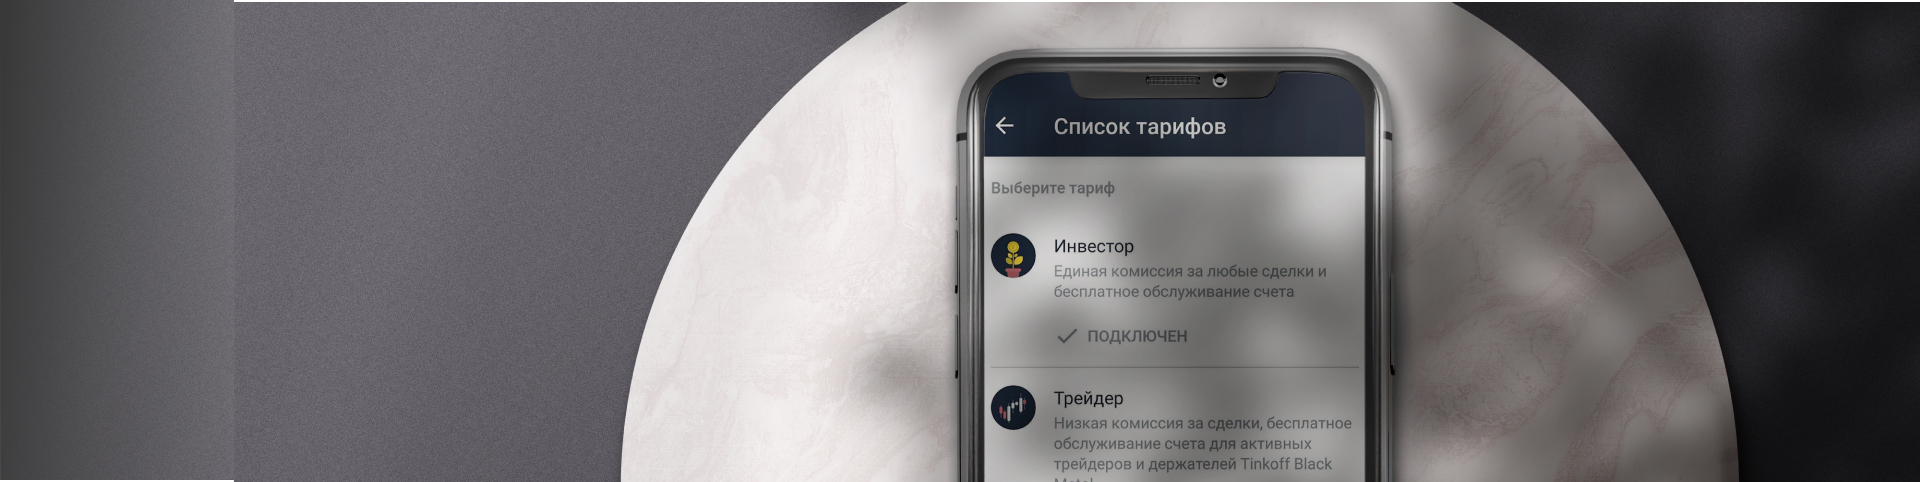 Список тарифов
Выберите тариф
Инвестор
Единая комиссия за любые сделки и
бесплатное обслуживание счета
ПОДКЛЮЧЕН
Трейдер
Низкая комиссия за сделки, бесплатное
обслуживание счета для активных
трейдеров и держателей Tinkoff Black